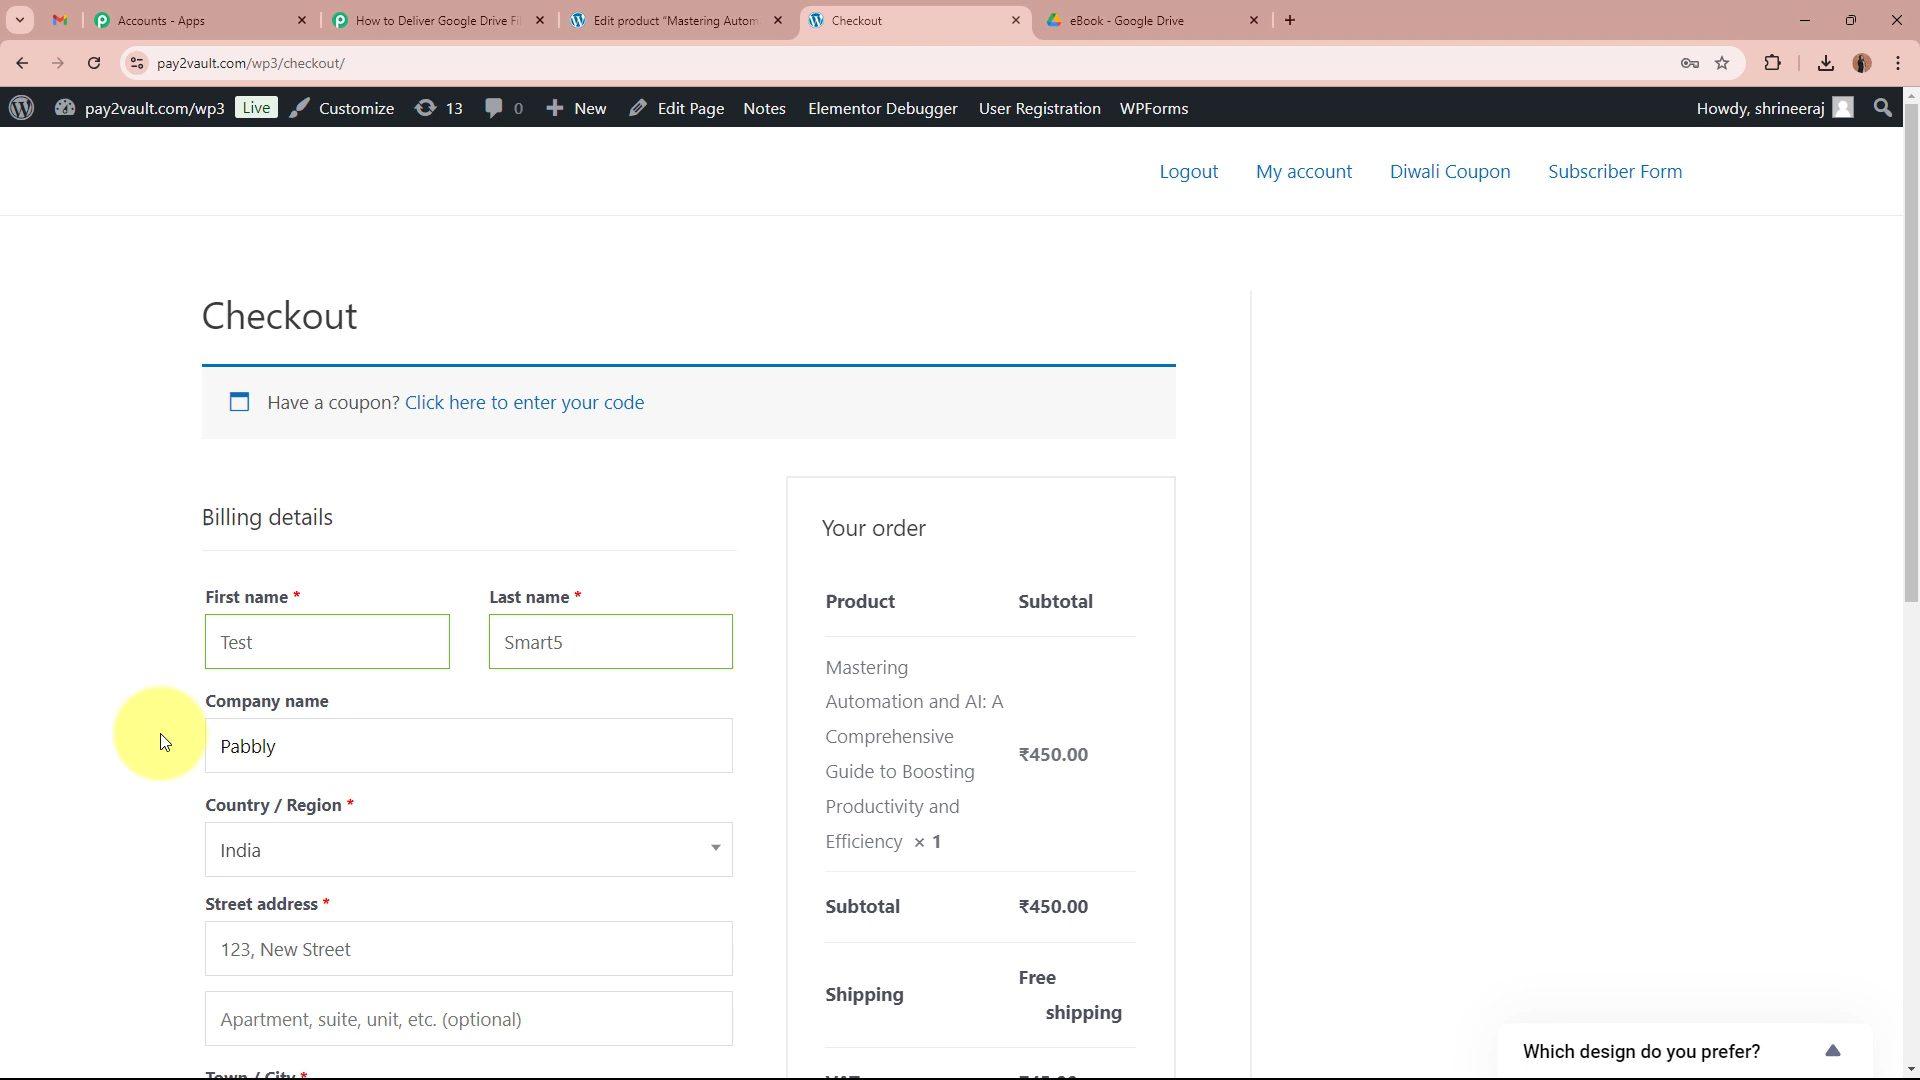 Accounts - Apps
How to Deliver Google Drive Fil
Edit product "Mastering Autom
Checkout
eBook - Google Drive
pay2vault.com/wp3/checkout/
pay2vault.com/wp3 Live Customize 13 0 New Edit Page Notes Elementor Debugger User Registration WPForms Howdy, shrineeraj
Logout My account Diwali Coupon Subscriber Form
Checkout
Have a coupon? Click here to enter your code
Billing details
First name * Last name *
Test Smart5
Company name
Pabbly
Country / Region *
India
Street address *
123, New Street
Apartment, suite, unit, etc. (optional)
Town / City *
Your order
Product Subtotal
Mastering
Automation and AI: A
Comprehensive
Guide to Boosting
Productivity and
Efficiency × 1
₹450.00
Subtotal ₹450.00
Shipping Free
shipping
Which design do you prefer?